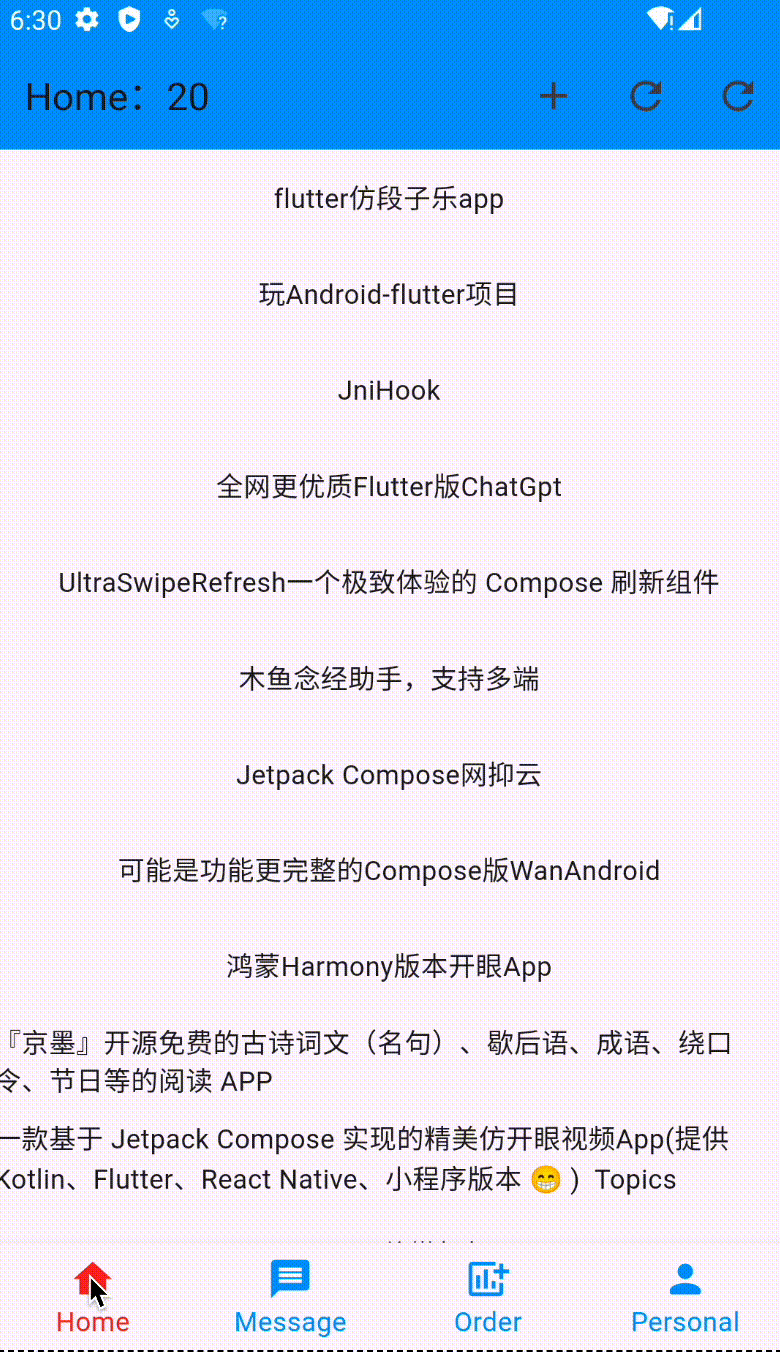 6:30
Home：20
flutter仿段子乐app
玩Android-flutter项目
JniHook
全网更优质Flutter版ChatGpt
UltraSwipeRefresh一个极致体验的 Compose 刷新组件
木鱼念经助手，支持多端
Jetpack Compose网抑云
可能是功能更完整的Compose版WanAndroid
鸿蒙Harmony版本开眼App
『京墨』开源免费的古诗词文（名句）、歇后语、成语、绕口
令、节日等的阅读 APP
一款基于 Jetpack Compose 实现的精美仿开眼视频App(提供
Kotlin、Flutter、React Native、小程序版本 😁 ) Topics
Home Message Order Personal